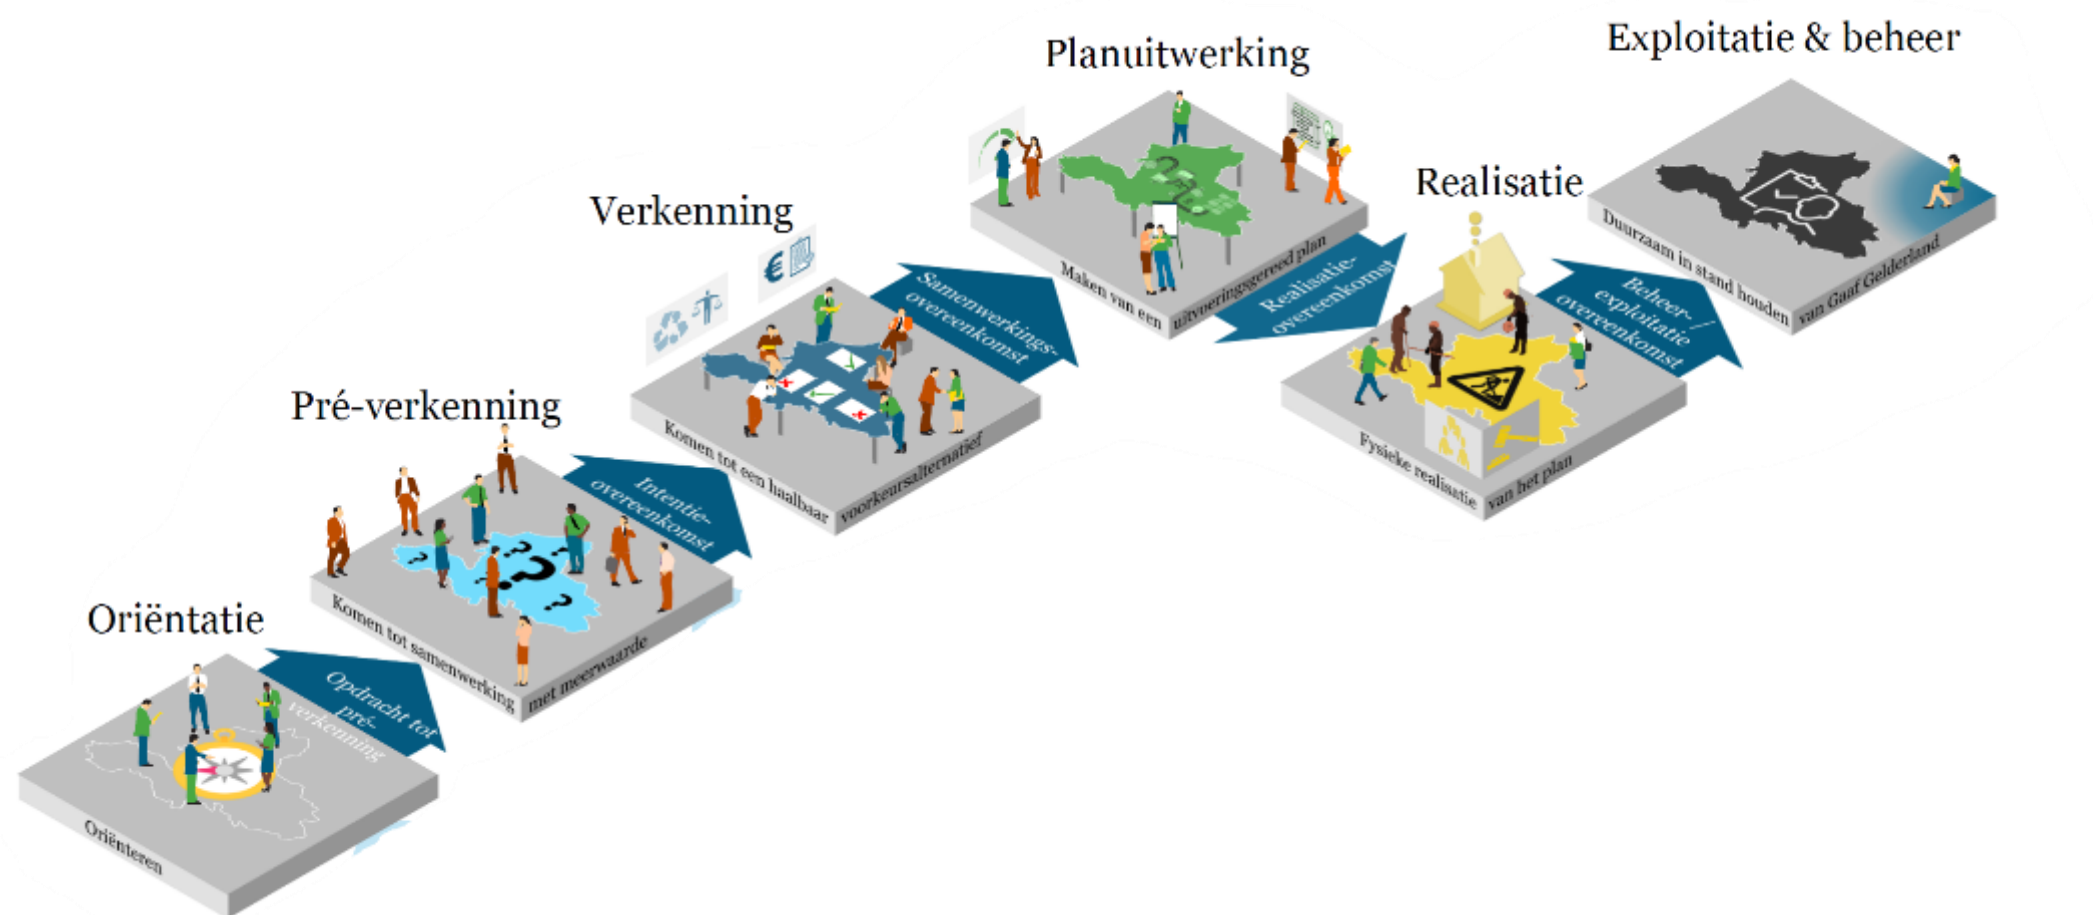 Oriëntatie
Oriënteren
Opdracht tot
pré-
verkenning
Pré-verkenning
Komen tot samenwerking
met meerwaarde
Intentie-
overeenkomst
Verkenning
€
Komen tot een haalbaar
voorkeursalternatief
Samenwerkings-
overeenkomst
Planuitwerking
Maken van een
uitvoeringsgereed plan
Realisatie-
overeenkomst
Realisatie
Fysieke realisatie
van het plan
Beheer-/
exploitatie
overeenkomst
Exploitatie & beheer
Duurzaam in stand houden
van Gaaf Gelderland